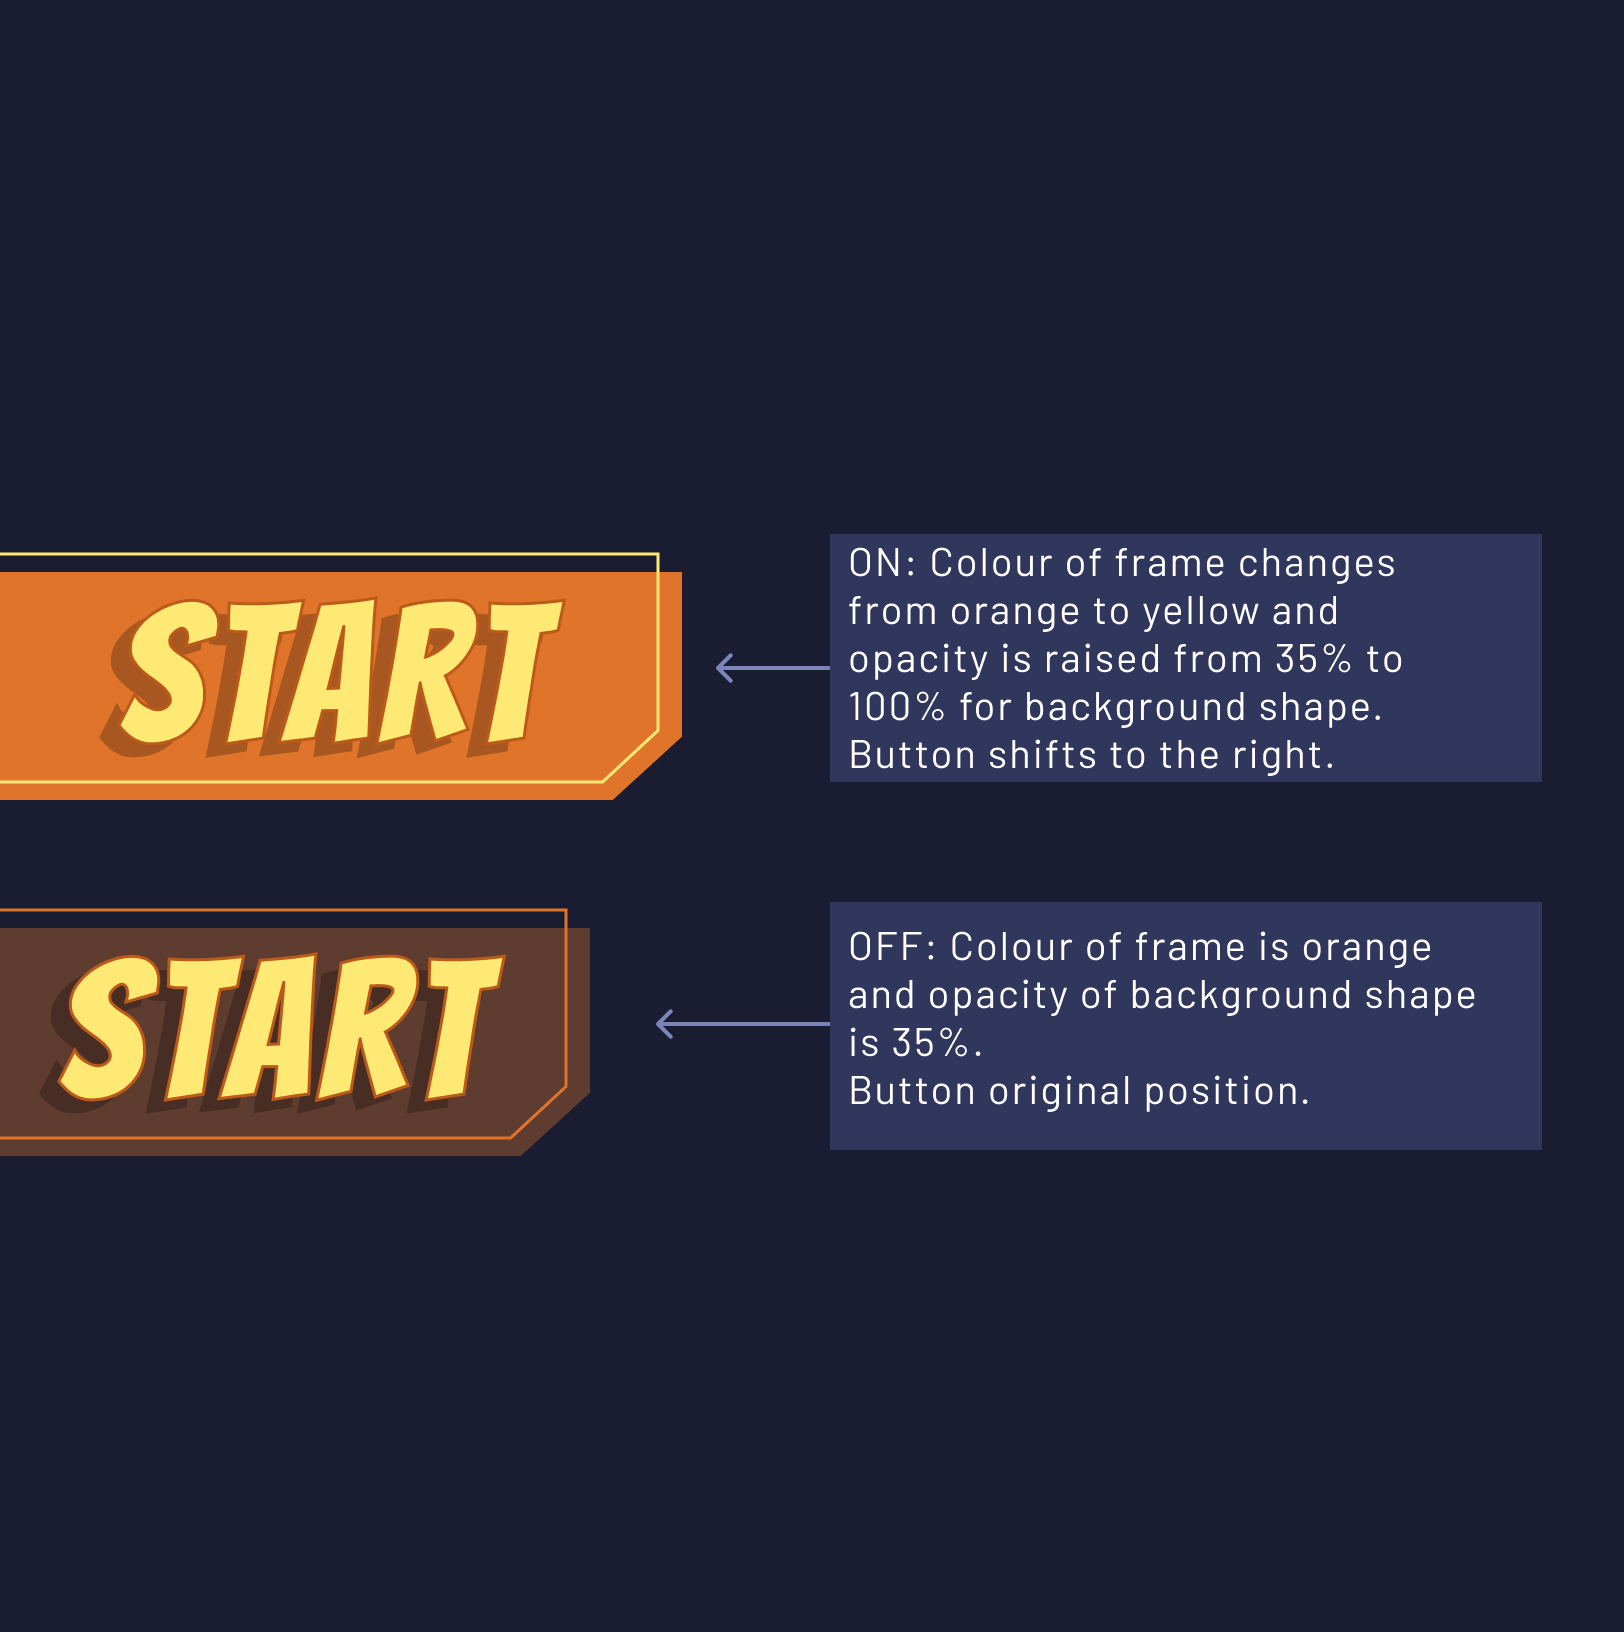 START
ON: Colour of frame changes
from orange to yellow and
opacity is raised from 35% to
100% for background shape.
Button shifts to the right.
START
OFF: Colour of frame is orange
and opacity of background shape
is 35%.
Button original position.